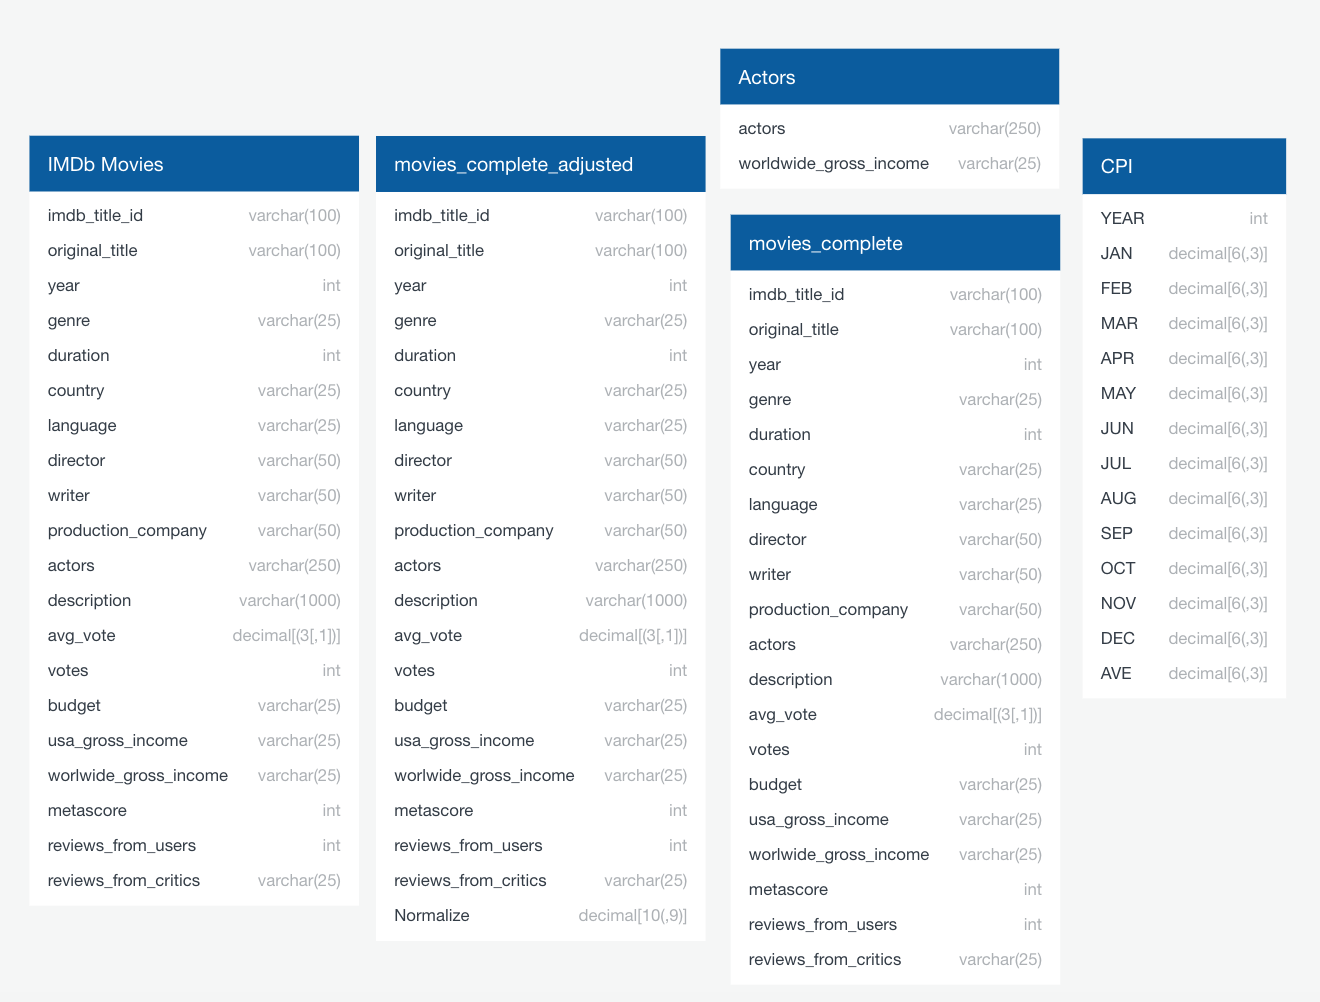 IMDb Movies
imdb_title_id varchar(100)
original_title varchar(100)
year int
genre varchar(25)
duration int
country varchar(25)
language varchar(25)
director varchar(50)
writer varchar(50)
production_company varchar(50)
actors varchar(250)
description varchar(1000)
avg_vote decimal[(3[,1])]
votes int
budget varchar(25)
usa_gross_income varchar(25)
worlwide_gross_income varchar(25)
metascore int
reviews_from_users int
reviews_from_critics varchar(25)
movies_complete_adjusted
imdb_title_id varchar(100)
original_title varchar(100)
year int
genre varchar(25)
duration int
country varchar(25)
language varchar(25)
director varchar(50)
writer varchar(50)
production_company varchar(50)
actors varchar(250)
description varchar(1000)
avg_vote decimal[(3[,1])]
votes int
budget varchar(25)
usa_gross_income varchar(25)
worlwide_gross_income varchar(25)
metascore int
reviews_from_users int
reviews_from_critics varchar(25)
Normalize decimal[10(,9)]
Actors
actors varchar(250)
worldwide_gross_income varchar(25)
movies_complete
imdb_title_id varchar(100)
original_title varchar(100)
year int
genre varchar(25)
duration int
country varchar(25)
language varchar(25)
director varchar(50)
writer varchar(50)
production_company varchar(50)
actors varchar(250)
description varchar(1000)
avg_vote decimal[(3[,1])]
votes int
budget varchar(25)
usa_gross_income varchar(25)
worlwide_gross_income varchar(25)
metascore int
reviews_from_users int
reviews_from_critics varchar(25)
CPI
YEAR int
JAN decimal[6(,3)]
FEB decimal[6(,3)]
MAR decimal[6(,3)]
APR decimal[6(,3)]
MAY decimal[6(,3)]
JUN decimal[6(,3)]
JUL decimal[6(,3)]
AUG decimal[6(,3)]
SEP decimal[6(,3)]
OCT decimal[6(,3)]
NOV decimal[6(,3)]
DEC decimal[6(,3)]
AVE decimal[6(,3)]